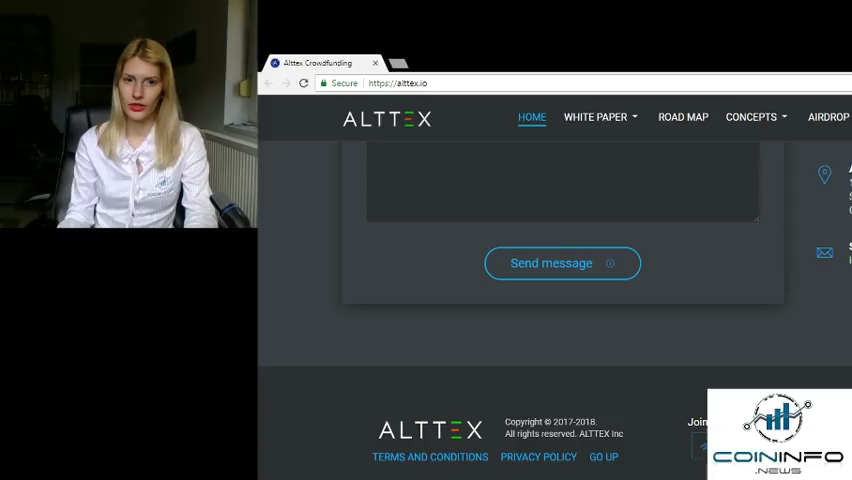 Alttex Crowdfunding
Secure https://alttex.io
ALTTEX HOME WHITE PAPER ROAD MAP CONCEPTS AIRDROP
Send message
ALTTEX
Copyright © 2017-2018.
All rights reserved. ALTTEX Inc
TERMS AND CONDITIONS PRIVACY POLICY GO UP
COININFO
.NEWS